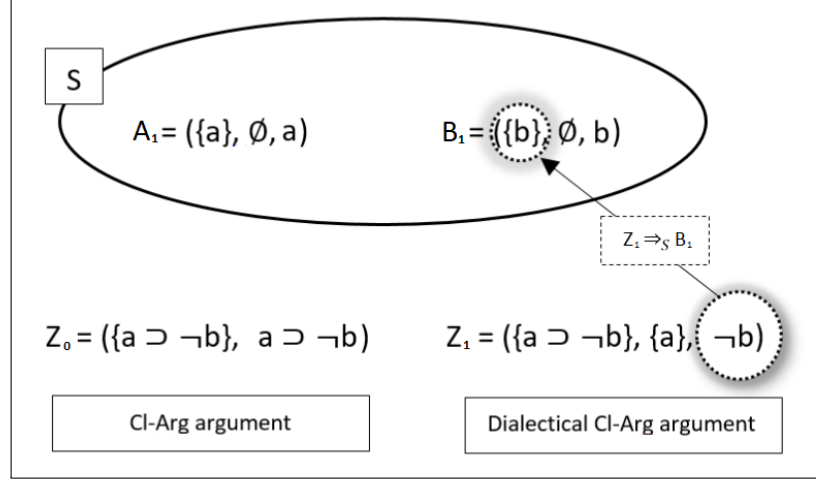 S
A₁= ({a}, Ø, a)
B₁= ({b}, Ø, b)
Z₁ ⇒S B₁
Z₀ = ({a ⊃ ¬b}, a ⊃ ¬b)
Z₁ = ({a ⊃ ¬b}, {a}, ¬b)
Cl-Arg argument
Dialectical Cl-Arg argument